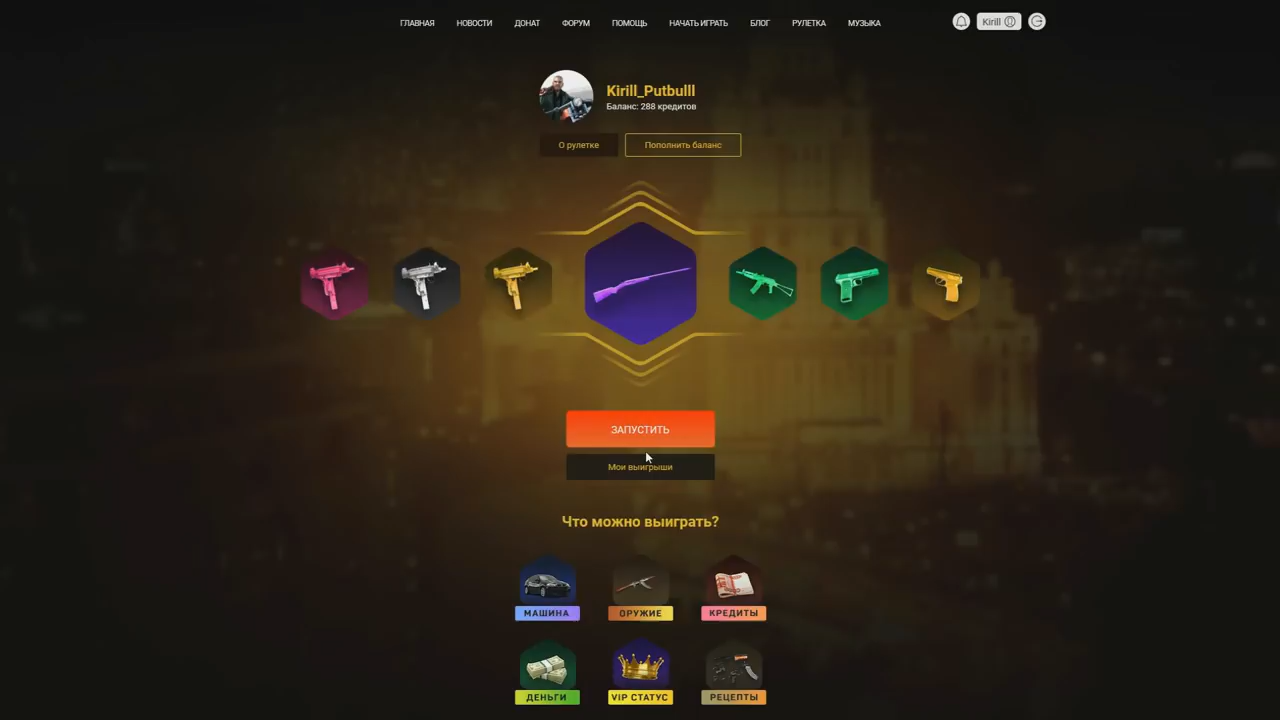 ГЛАВНАЯ НОВОСТИ ДОНАТ ФОРУМ ПОМОЩЬ НАЧАТЬ ИГРАТЬ БЛОГ РУЛЕТКА МУЗЫКА Kirill
Kirill_Putbulll
Баланс: 288 кредитов
О рулетке Пополнить баланс
ЗАПУСТИТЬ
Мои выигрыши
Что можно выиграть?
МАШИНА ОРУЖИЕ КРЕДИТЫ
ДЕНЬГИ VIP СТАТУС РЕЦЕПТЫ